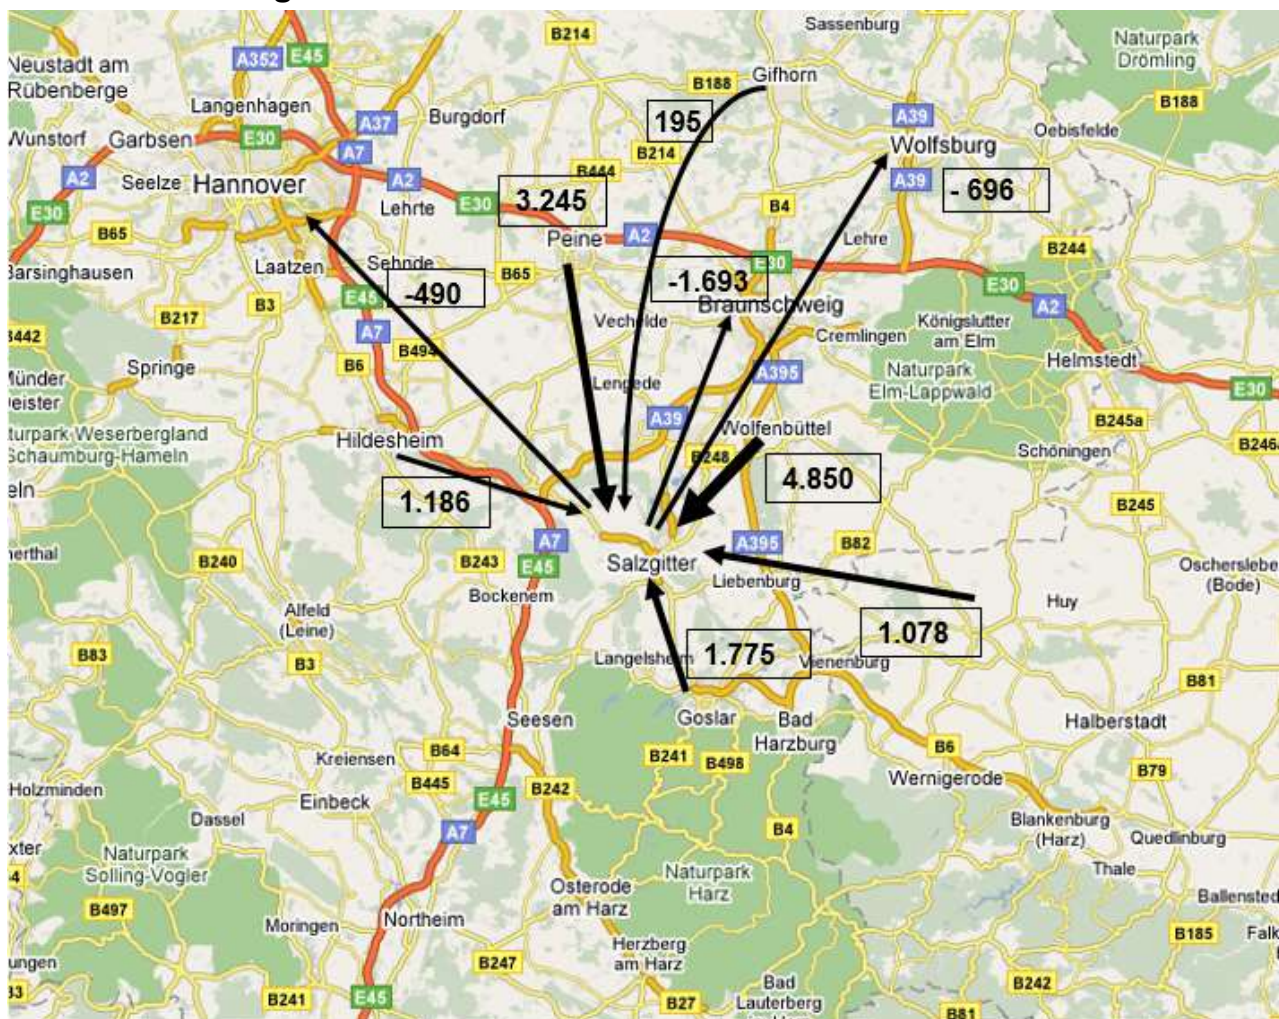 Sassenburg
B214
Naturpark
Drömling
A352
E45
Neustadt am
Rübenberge
Gifhorn
B188
B188
Langenhagen
Burgdorf
195
A39
Oebisfelde
A37
Wunstorf
Garbsen
E30
Wolfsburg
A7
B214
A2
Seelze
Hannover
A2
B444
A39
- 696
3.245
Lehrte
E30
B4
E30
B65
Peine
A2
Lehre
B244
Barsinghausen
Laatzen
Sehnde
B65
E30
-1.693
E30
-490
E45
B3
Braunschweig
A2
B217
Vechelde
Königslutter
am Elm
B442
A7
Cremlingen
B494
Helmstedt
Springe
B6
Naturpark
Elm-Lappwald
Münder
Deister
Lengede
A395
E30
A39
B245a
Naturpark Weserbergland
Schaumburg-Hameln
Hildesheim
Wolfenbüttel
B246a
Schöningen
B248
4.850
1.186
B245
A7
A395
B82
B240
B243
E45
Salzgitter
Oschersleben
(Bode)
Liebenburg
Bockenem
Huy
Alfeld
(Leine)
1.078
B83
B3
Langelsheim
1.775
Vienenburg
B81
Seesen
Goslar
Bad
Harzburg
Halberstadt
Kreiensen
B64
B241
B498
B6
B79
Wernigerode
Holzminden
B445
B242
Einbeck
E45
Dassel
A7
B4
Blankenburg
(Harz)
Quedlinburg
Naturpark
Solling-Vogler
Naturpark
Harz
Thale
Osterode
am Harz
Ballensted
B497
Moringen
Northeim
B185
Falk
Herzberg
am Harz
B247
Bad
Lauterberg
B242
B241
E45
B27
B81